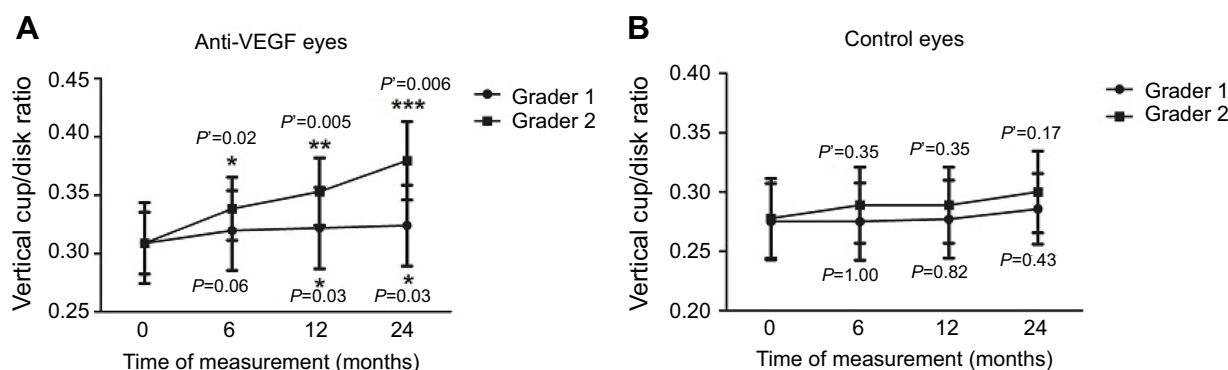 A
Anti-VEGF eyes
Vertical cup/disk ratio
0.45
0.40
0.35
0.30
0.25
P'=0.02
*
P'=0.005
**
P'=0.006
***
P=0.06
*
P=0.03
*
P=0.03
0 6 12 24
Time of measurement (months)
Grader 1
Grader 2
B
Control eyes
Vertical cup/disk ratio
0.40
0.35
0.30
0.25
0.20
P'=0.35
P'=0.35
P'=0.17
P=1.00
P=0.82
P=0.43
0 6 12 24
Time of measurement (months)
Grader 1
Grader 2